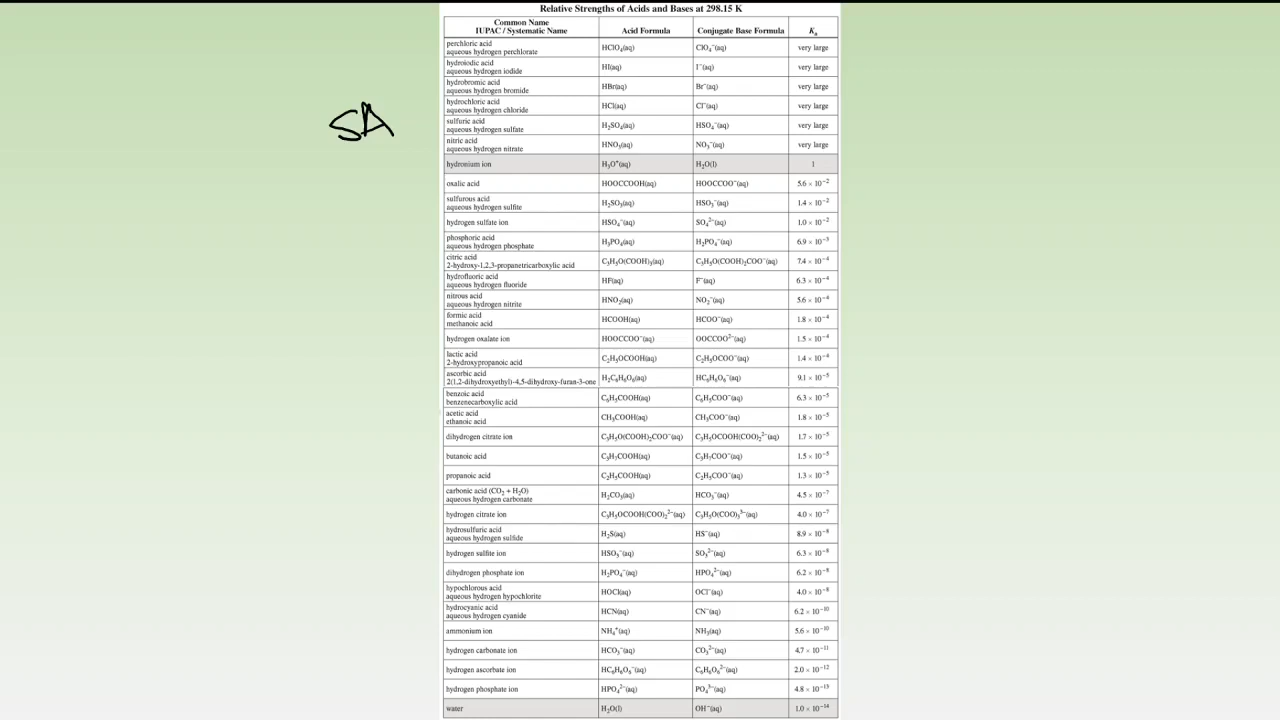 Relative Strengths of Acids and Bases at 298.15 K
Common Name
IUPAC / Systematic Name Acid Formula Conjugate Base Formula Kₐ
perchloric acid
aqueous hydrogen perchlorate HClO₄(aq) ClO₄⁻(aq) very large
hydroiodic acid
aqueous hydrogen iodide HI(aq) I⁻(aq) very large
hydrobromic acid
aqueous hydrogen bromide HBr(aq) Br⁻(aq) very large
hydrochloric acid
aqueous hydrogen chloride HCl(aq) Cl⁻(aq) very large
SA
sulfuric acid
aqueous hydrogen sulfate H₂SO₄(aq) HSO₄⁻(aq) very large
nitric acid
aqueous hydrogen nitrate HNO₃(aq) NO₃⁻(aq) very large
hydronium ion H₃O⁺(aq) H₂O(l) 1
oxalic acid HOOCCOOH(aq) HOOCCOO⁻(aq) 5.6 × 10⁻²
sulfurous acid
aqueous hydrogen sulfite H₂SO₃(aq) HSO₃⁻(aq) 1.4 × 10⁻²
hydrogen sulfate ion HSO₄⁻(aq) SO₄²⁻(aq) 1.0 × 10⁻²
phosphoric acid
aqueous hydrogen phosphate H₃PO₄(aq) H₂PO₄⁻(aq) 6.9 × 10⁻³
citric acid
2-hydroxy-1,2,3-propanetricarboxylic acid C₃H₅O(COOH)₃(aq) C₃H₅O(COOH)₂COO⁻(aq) 7.4 × 10⁻⁴
hydrofluoric acid
aqueous hydrogen fluoride HF(aq) F⁻(aq) 6.3 × 10⁻⁴
nitrous acid
aqueous hydrogen nitrite HNO₂(aq) NO₂⁻(aq) 5.6 × 10⁻⁴
formic acid
methanoic acid HCOOH(aq) HCOO⁻(aq) 1.8 × 10⁻⁴
hydrogen oxalate ion HOOCCOO⁻(aq) OOCCOO²⁻(aq) 1.5 × 10⁻⁴
lactic acid
2-hydroxypropanoic acid C₂H₅OCOOH(aq) C₂H₅OCOO⁻(aq) 1.4 × 10⁻⁴
ascorbic acid
2(1,2-dihydroxyethyl)-4,5-dihydroxy-furan-3-one H₂C₆H₆O₆(aq) HC₆H₆O₆⁻(aq) 9.1 × 10⁻⁵
benzoic acid
benzenecarboxylic acid C₆H₅COOH(aq) C₆H₅COO⁻(aq) 6.3 × 10⁻⁵
acetic acid
ethanoic acid CH₃COOH(aq) CH₃COO⁻(aq) 1.8 × 10⁻⁵
dihydrogen citrate ion C₃H₅O(COOH)₂COO⁻(aq) C₃H₅OCOOH(COO)₂²⁻(aq) 1.7 × 10⁻⁵
butanoic acid C₃H₇COOH(aq) C₃H₇COO⁻(aq) 1.5 × 10⁻⁵
propanoic acid C₂H₅COOH(aq) C₂H₅COO⁻(aq) 1.3 × 10⁻⁵
carbonic acid (CO₂ + H₂O)
aqueous hydrogen carbonate H₂CO₃(aq) HCO₃⁻(aq) 4.5 × 10⁻⁷
hydrogen citrate ion C₃H₅OCOOH(COO)₂²⁻(aq) C₃H₅O(COO)₃³⁻(aq) 4.0 × 10⁻⁷
hydrosulfuric acid
aqueous hydrogen sulfide H₂S(aq) HS⁻(aq) 8.9 × 10⁻⁸
hydrogen sulfite ion HSO₃⁻(aq) SO₃²⁻(aq) 6.3 × 10⁻⁸
dihydrogen phosphate ion H₂PO₄⁻(aq) HPO₄²⁻(aq) 6.2 × 10⁻⁸
hypochlorous acid
aqueous hydrogen hypochlorite HOCl(aq) OCl⁻(aq) 4.0 × 10⁻⁸
hydrocyanic acid
aqueous hydrogen cyanide HCN(aq) CN⁻(aq) 6.2 × 10⁻¹⁰
ammonium ion NH₄⁺(aq) NH₃(aq) 5.6 × 10⁻¹⁰
hydrogen carbonate ion HCO₃⁻(aq) CO₃²⁻(aq) 4.7 × 10⁻¹¹
hydrogen ascorbate ion HC₆H₆O₆⁻(aq) C₆H₆O₆²⁻(aq) 2.0 × 10⁻¹²
hydrogen phosphate ion HPO₄²⁻(aq) PO₄³⁻(aq) 4.8 × 10⁻¹³
water H₂O(l) OH⁻(aq) 1.0 × 10⁻¹⁴